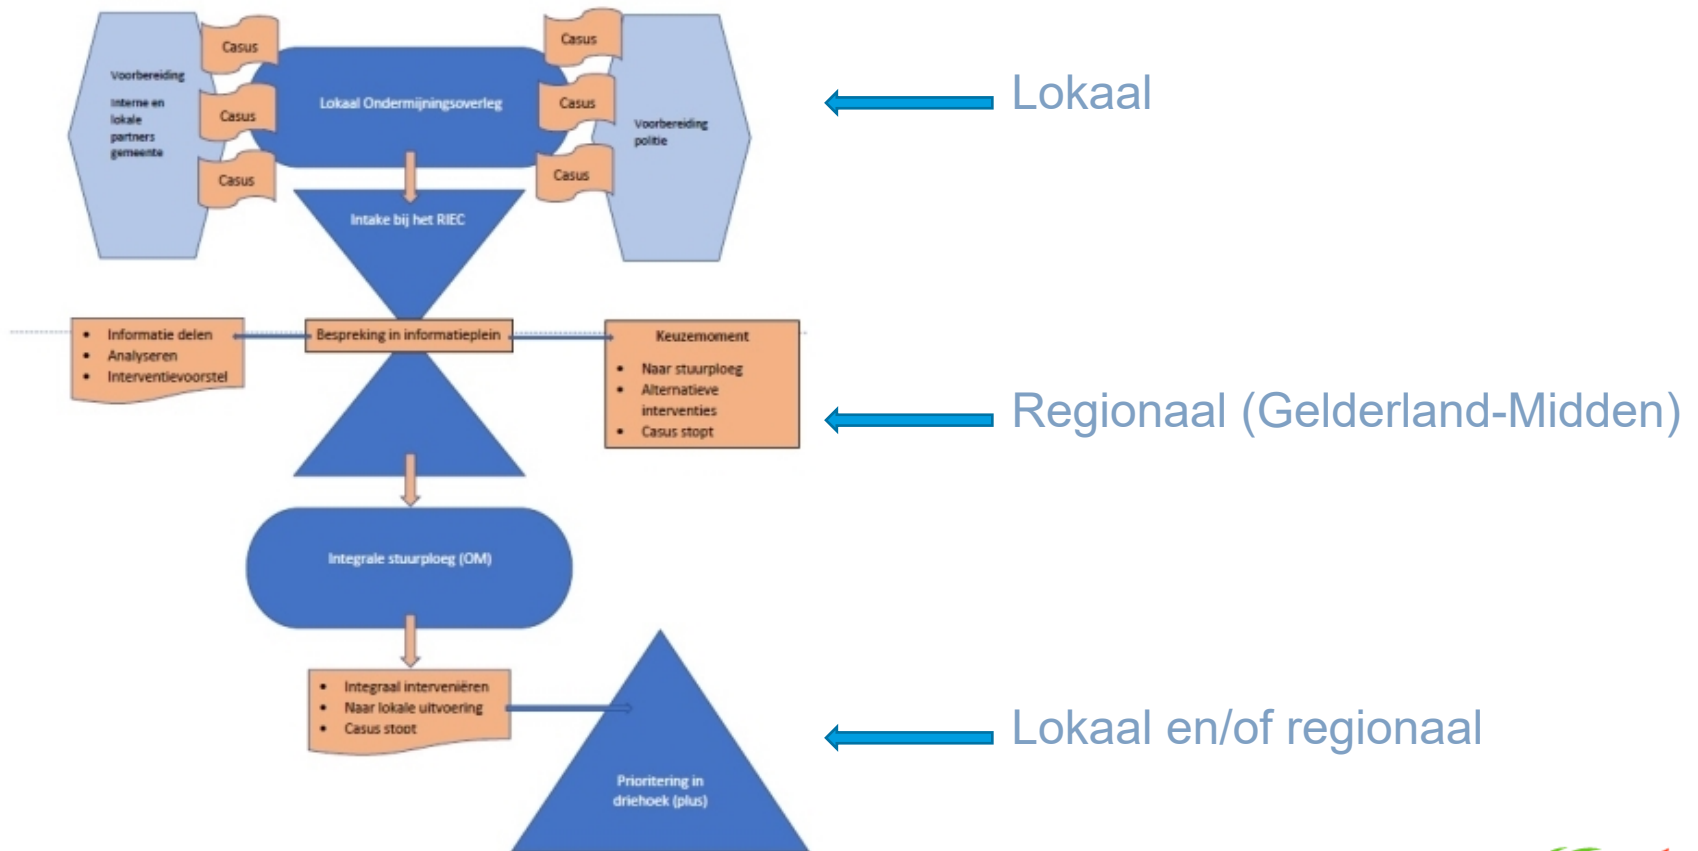 Casus
Casus
Voorbereiding
Interne en
lokale
partners
gemeente
Casus
Casus
Lokaal Ondermijningsoverleg
Casus
Casus
Voorbereiding
politie
Lokaal
Intake bij het RIEC
• Informatie delen
• Analyseren
• Interventievoorstel
Bespreking in informatieplein
Keuzemoment
• Naar stuurploeg
• Alternatieve
interventies
• Casus stopt
Regionaal (Gelderland-Midden)
Integrale stuurploeg (OM)
• Integraal interveniëren
• Naar lokale uitvoering
• Casus stopt
Lokaal en/of regionaal
Prioritering in
driehoek (plus)